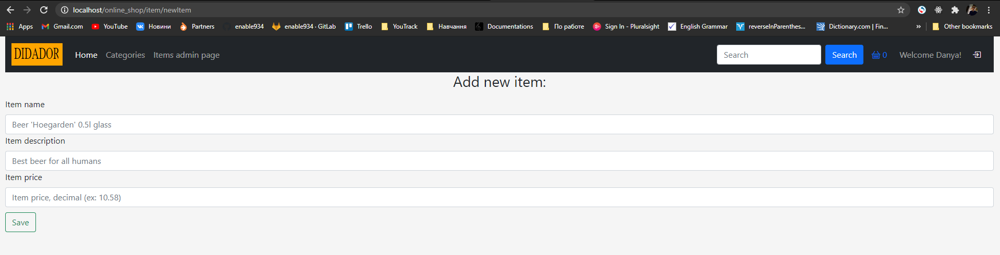 localhost/online_shop/item/newItem
Apps Gmail.com YouTube Новини Partners enable934 enable934 · GitLab Trello YouTrack Навчання Documentations По работе Sign In - Pluralsight English Grammar reverseInParenthes... Dictionary.com | Fin... » Other bookmarks
DIDADOR Home Categories Items admin page Search Search 0 Welcome Danya!
Add new item:
Item name
Beer 'Hoegarden' 0.5l glass
Item description
Best beer for all humans
Item price
Item price, decimal (ex: 10.58)
Save